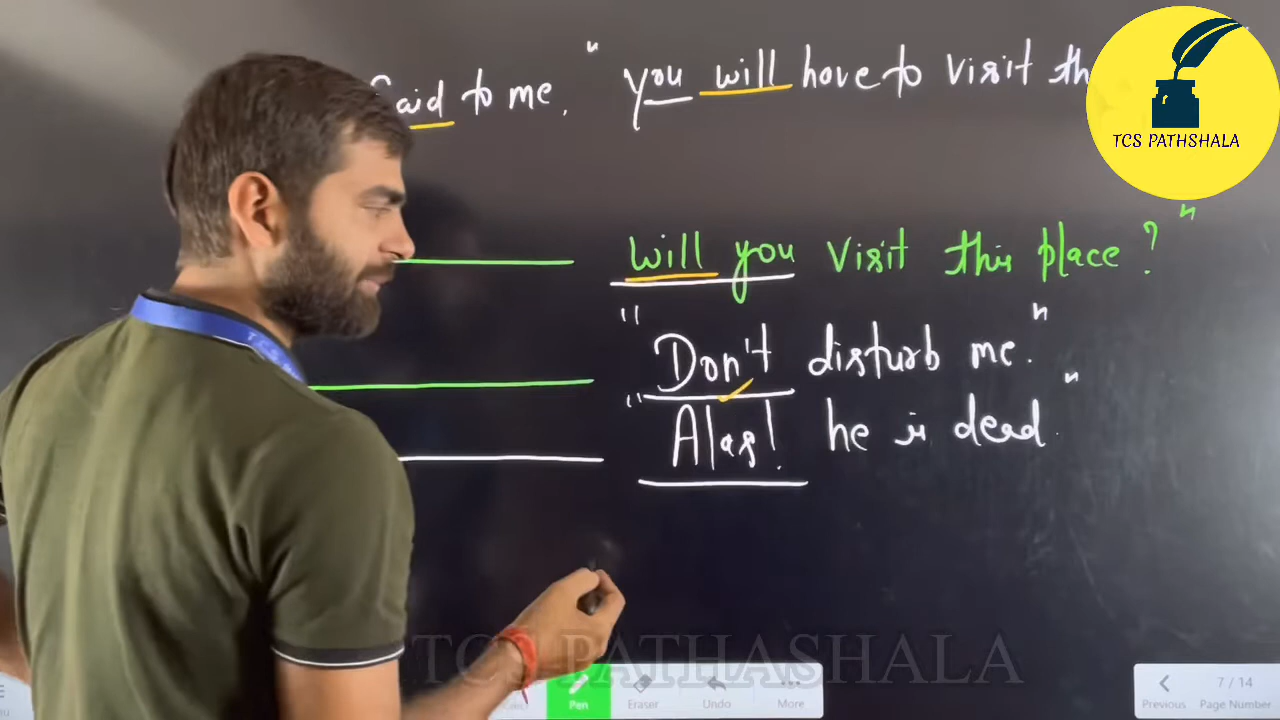 Said to me, " you will have to visit th
TCS PATHSHALA
will you visit this place ? "
" Don't disturb me. "
" Alas! he is dead. "
TCS PATHASHALA
Pen
Eraser
Undo
More
7 / 14
Previous
Page Number